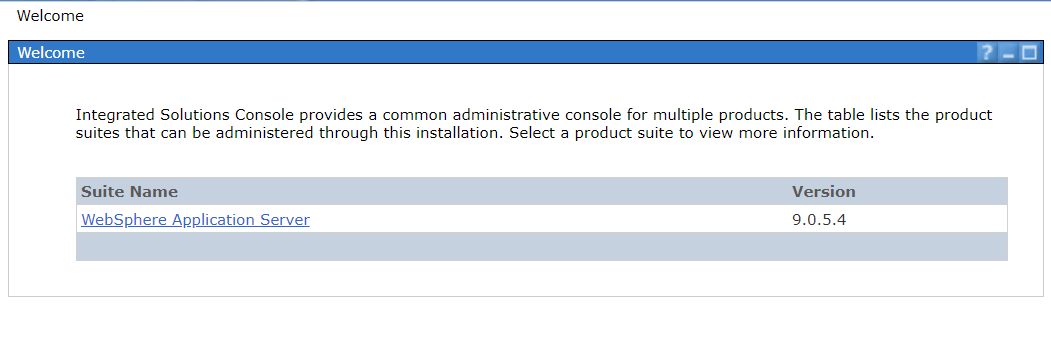 Welcome
Welcome
?
Integrated Solutions Console provides a common administrative console for multiple products. The table lists the product
suites that can be administered through this installation. Select a product suite to view more information.
Suite Name Version
WebSphere Application Server 9.0.5.4